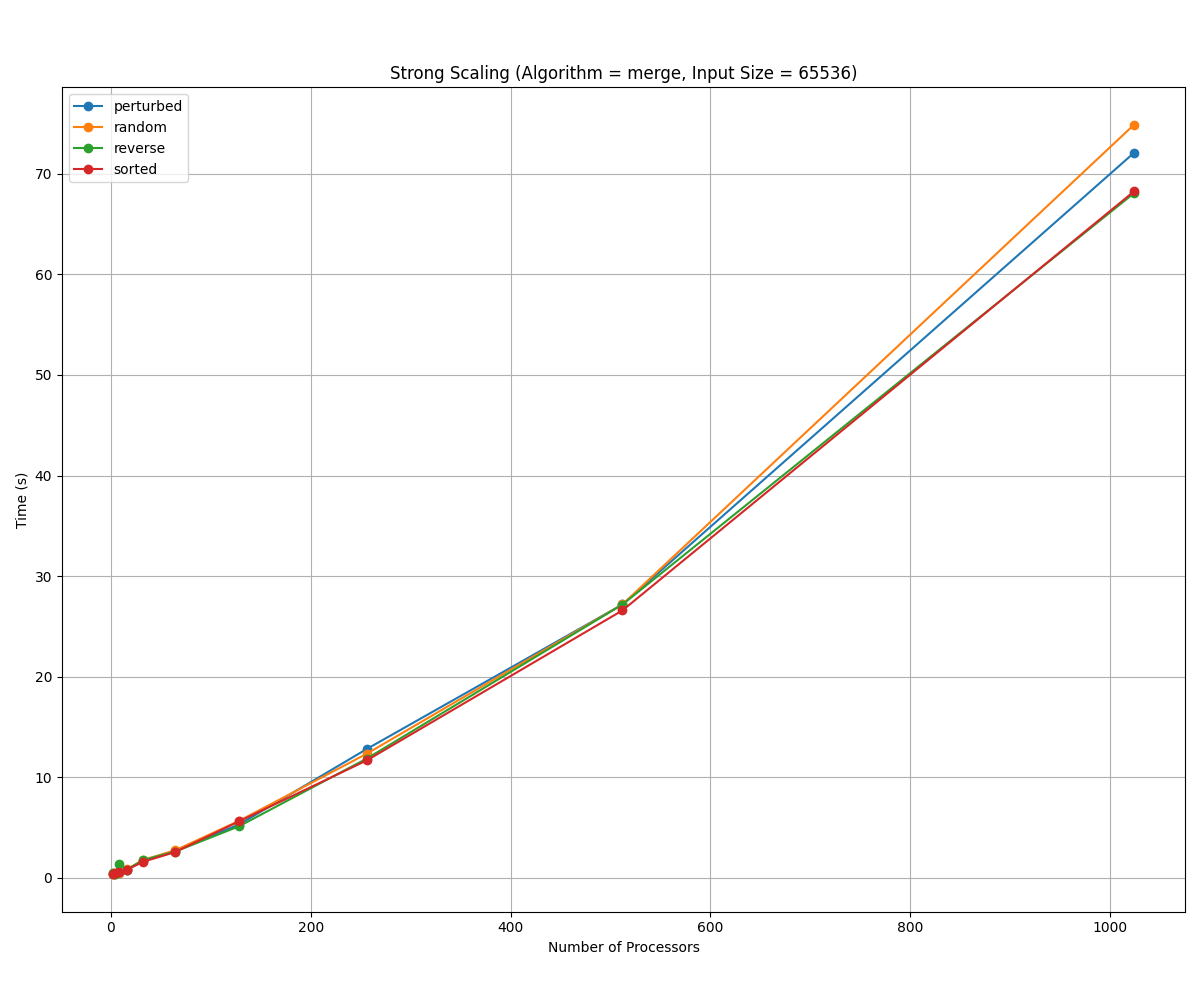 Strong Scaling (Algorithm = merge, Input Size = 65536)
perturbed
random
reverse
sorted
70
60
50
40
30
20
10
0
Time (s)
0 200 400 600 800 1000
Number of Processors